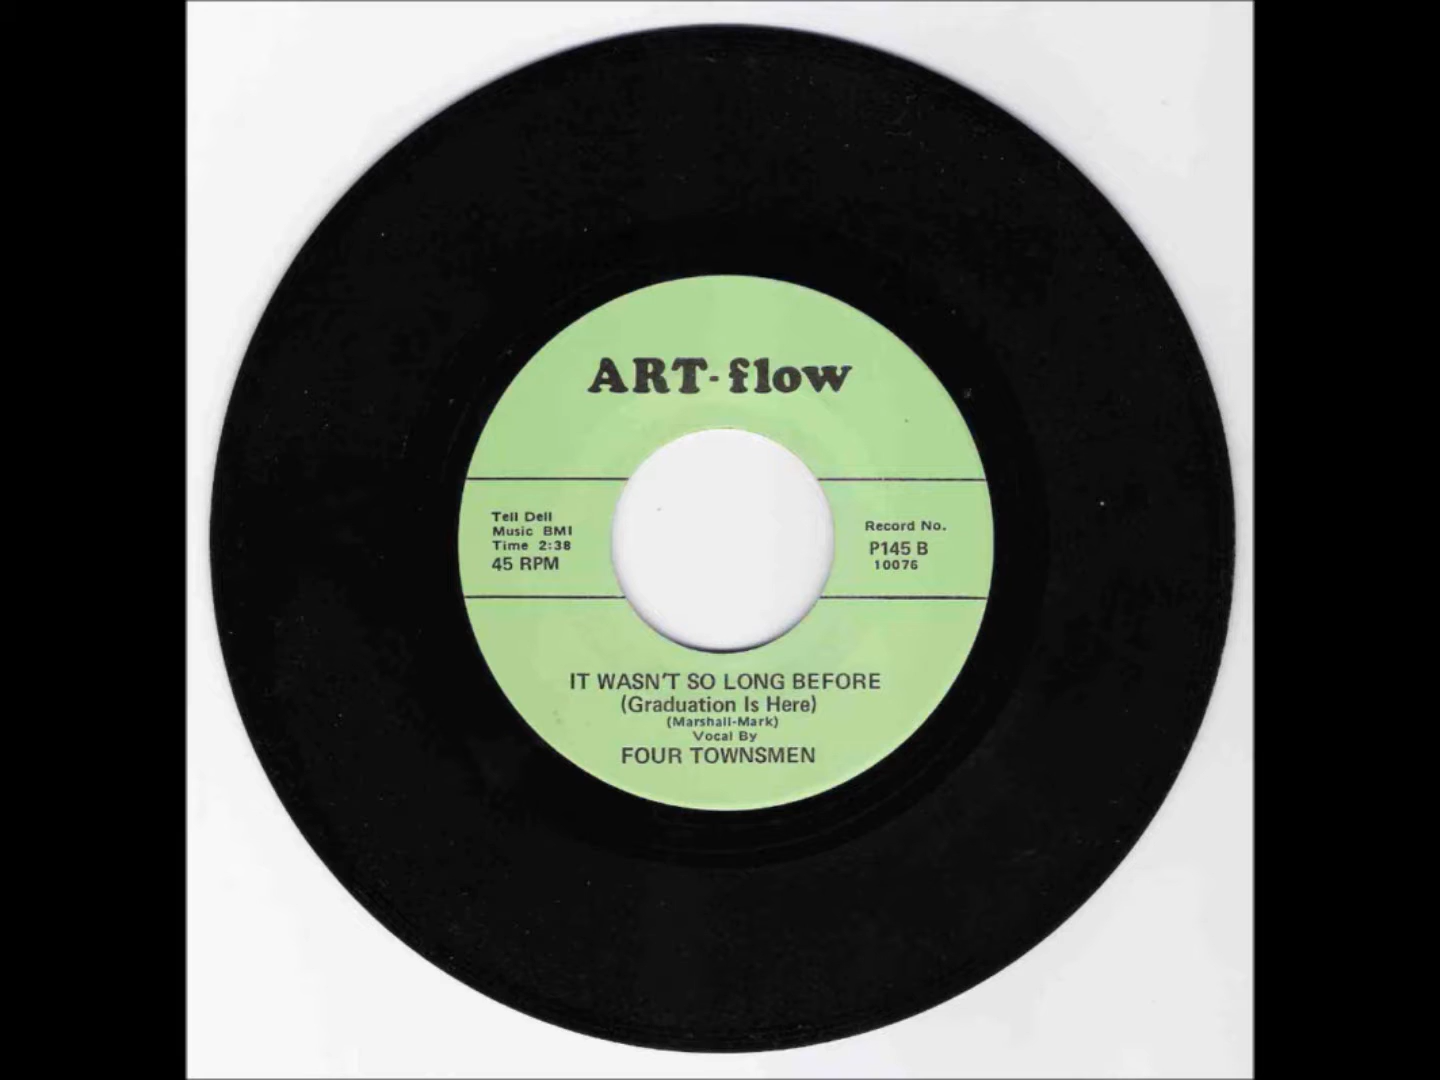 ART-flow
Tell Dell
Music BMI
Time 2:38
45 RPM
Record No.
P145 B
10076
IT WASN'T SO LONG BEFORE
(Graduation Is Here)
(Marshall-Mark)
Vocal By
FOUR TOWNSMEN